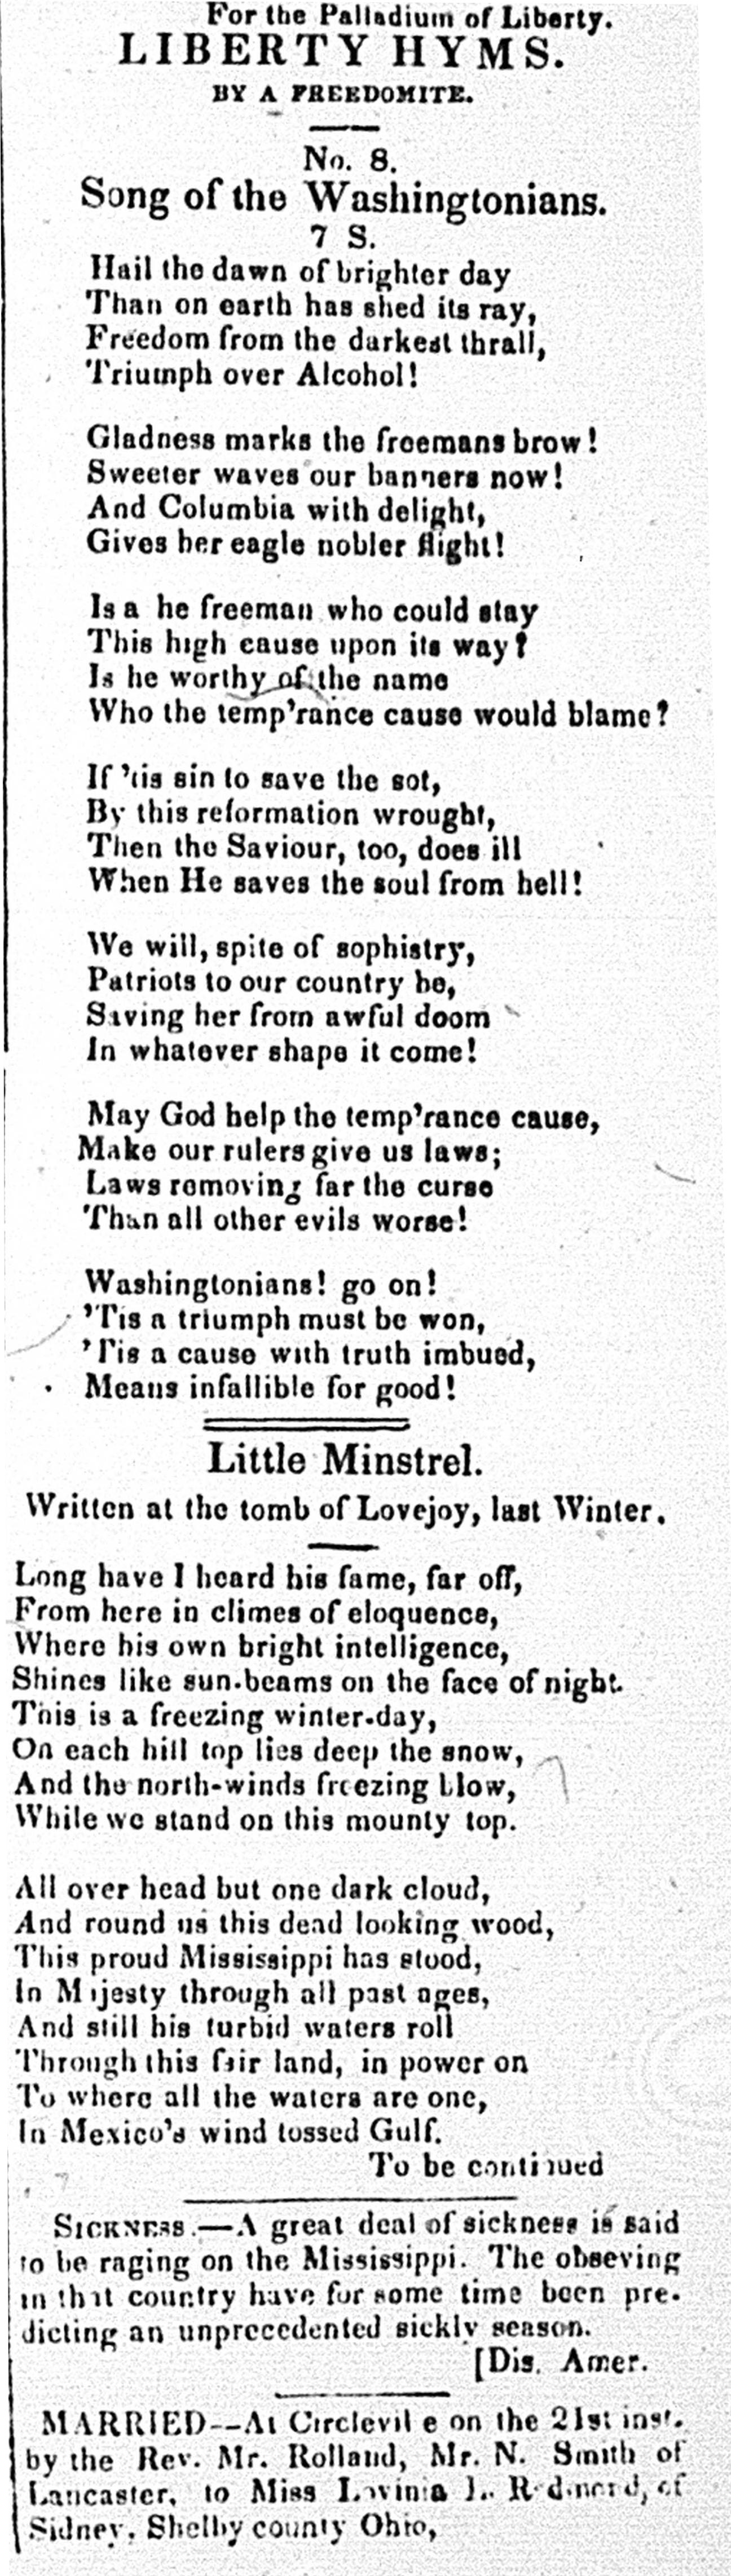 For the Palladium of Liberty.
LIBERTY HYMS.
BY A FREEDOMITE.
No. 8.
Song of the Washingtonians.
7 S.
Hail the dawn of brighter day
Than on earth has shed its ray,
Freedom from the darkest thrall,
Triumph over Alcohol!
Gladness marks the freemans brow!
Sweeter waves our banners now!
And Columbia with delight,
Gives her eagle nobler flight!
Is a he freeman who could stay
This high cause upon its way?
Is he worthy of the name
Who the temp'rance cause would blame?
If 'tis sin to save the sot,
By this reformation wrought,
Then the Saviour, too, does ill
When He saves the soul from hell!
We will, spite of sophistry,
Patriots to our country be,
Saving her from awful doom
In whatever shape it come!
May God help the temp'rance cause,
Make our rulers give us laws;
Laws removing far the curse
Than all other evils worse!
Washingtonians! go on!
'Tis a triumph must be won,
'Tis a cause with truth imbued,
Means infallible for good!
Little Minstrel.
Written at the tomb of Lovejoy, last Winter.
Long have I heard his fame, far off,
From here in climes of eloquence,
Where his own bright intelligence,
Shines like sun-beams on the face of night.
This is a freezing winter-day,
On each hill top lies deep the snow,
And the north-winds freezing blow,
While we stand on this mounty top.
All over head but one dark cloud,
And round us this dead looking wood,
This proud Mississippi has stood,
In Majesty through all past ages,
And still his turbid waters roll
Through this fair land, in power on
To where all the waters are one,
In Mexico's wind tossed Gulf.
To be continued
SICKNESS.—A great deal of sickness is said
to be raging on the Mississippi. The obseving
in that country have for some time been pre-
dicting an unprecedented sickly season.
[Dis. Amer.
MARRIED--At Circlevil e on the 21st inst.
by the Rev. Mr. Rolland, Mr. N. Smith of
Lancaster, to Miss Lavinia L. of
Sidney, Shelby county Ohio,